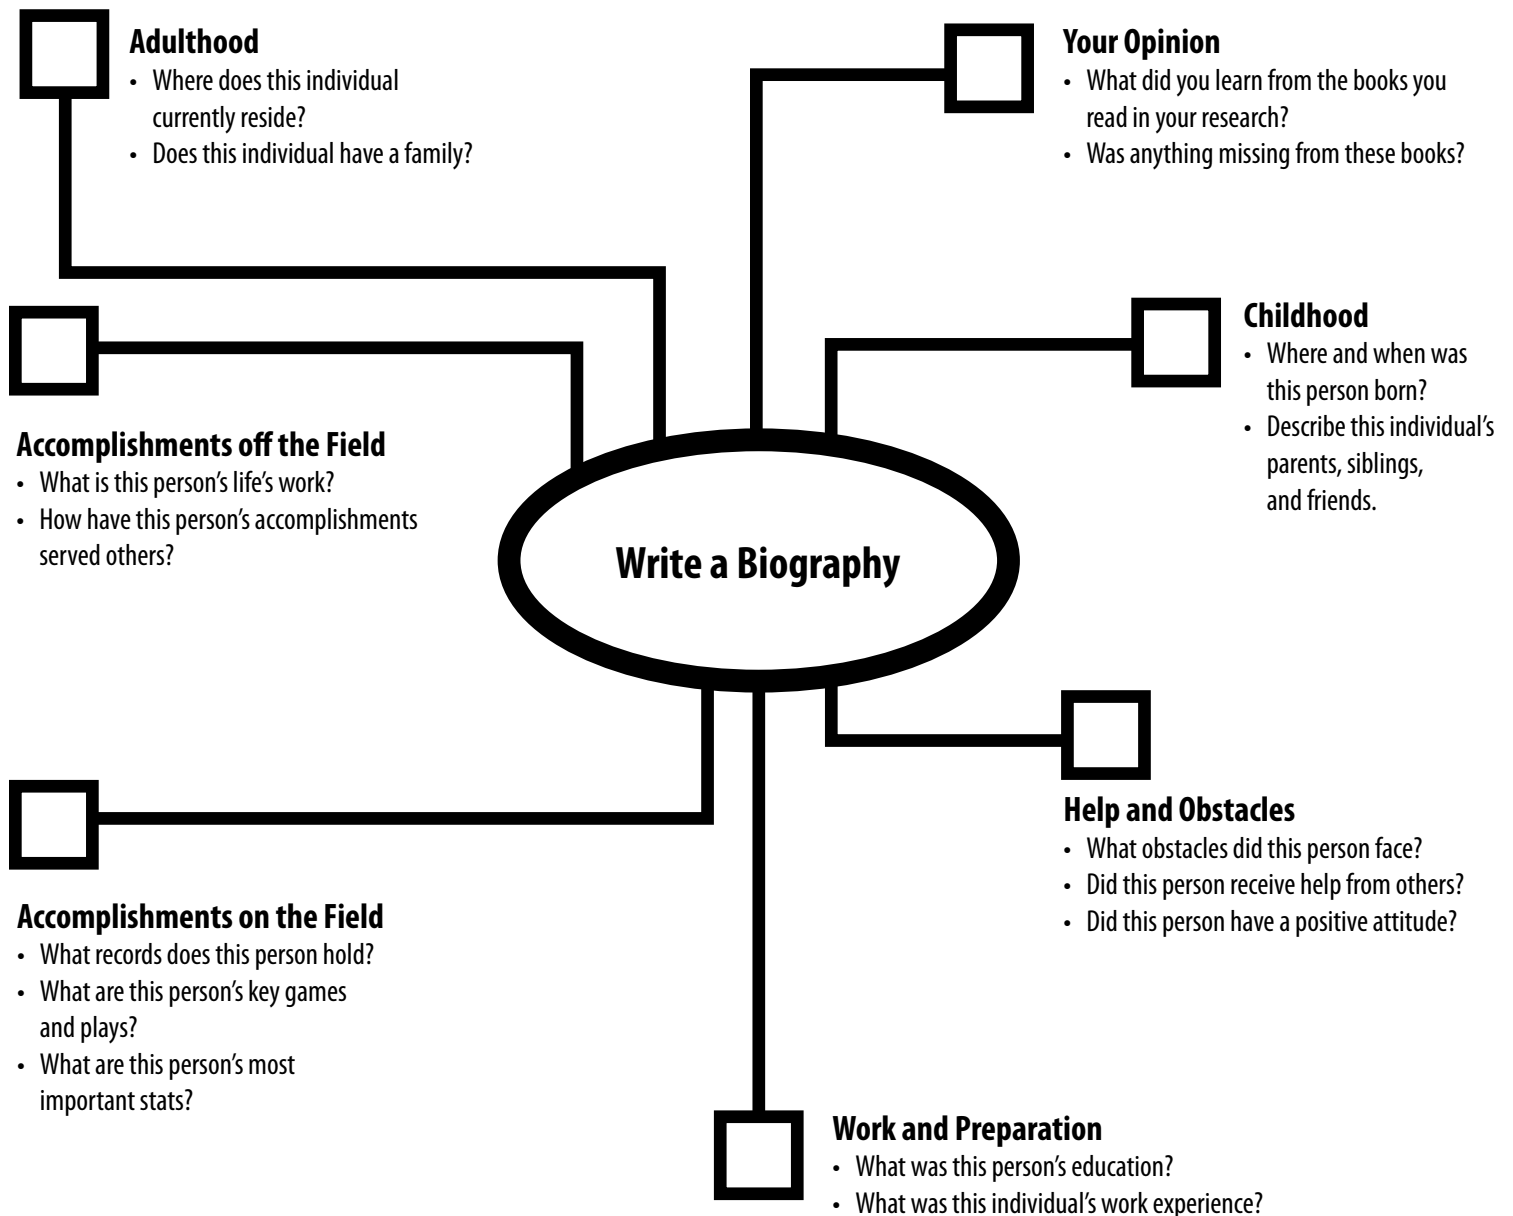 Adulthood
• Where does this individual
currently reside?
• Does this individual have a family?
Your Opinion
• What did you learn from the books you
read in your research?
• Was anything missing from these books?
Childhood
• Where and when was
this person born?
• Describe this individual’s
parents, siblings,
and friends.
Accomplishments off the Field
• What is this person’s life’s work?
• How have this person’s accomplishments
served others?
Write a Biography
Help and Obstacles
• What obstacles did this person face?
• Did this person receive help from others?
• Did this person have a positive attitude?
Accomplishments on the Field
• What records does this person hold?
• What are this person’s key games
and plays?
• What are this person’s most
important stats?
Work and Preparation
• What was this person’s education?
• What was this individual’s work experience?